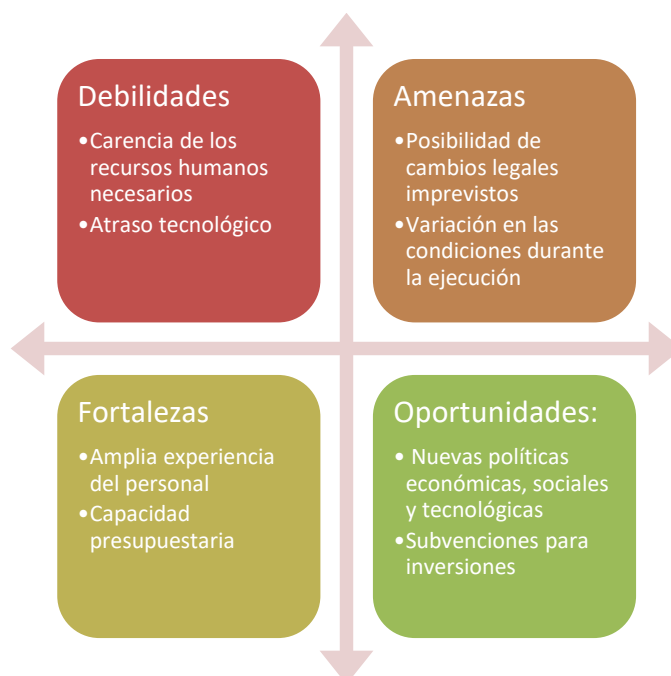 Debilidades
•Carencia de los
recursos humanos
necesarios
•Atraso tecnológico
Amenazas
•Posibilidad de
cambios legales
imprevistos
•Variación en las
condiciones durante
la ejecución
Fortalezas
•Amplia experiencia
del personal
•Capacidad
presupuestaria
Oportunidades:
• Nuevas políticas
económicas, sociales
y tecnológicas
•Subvenciones para
inversiones